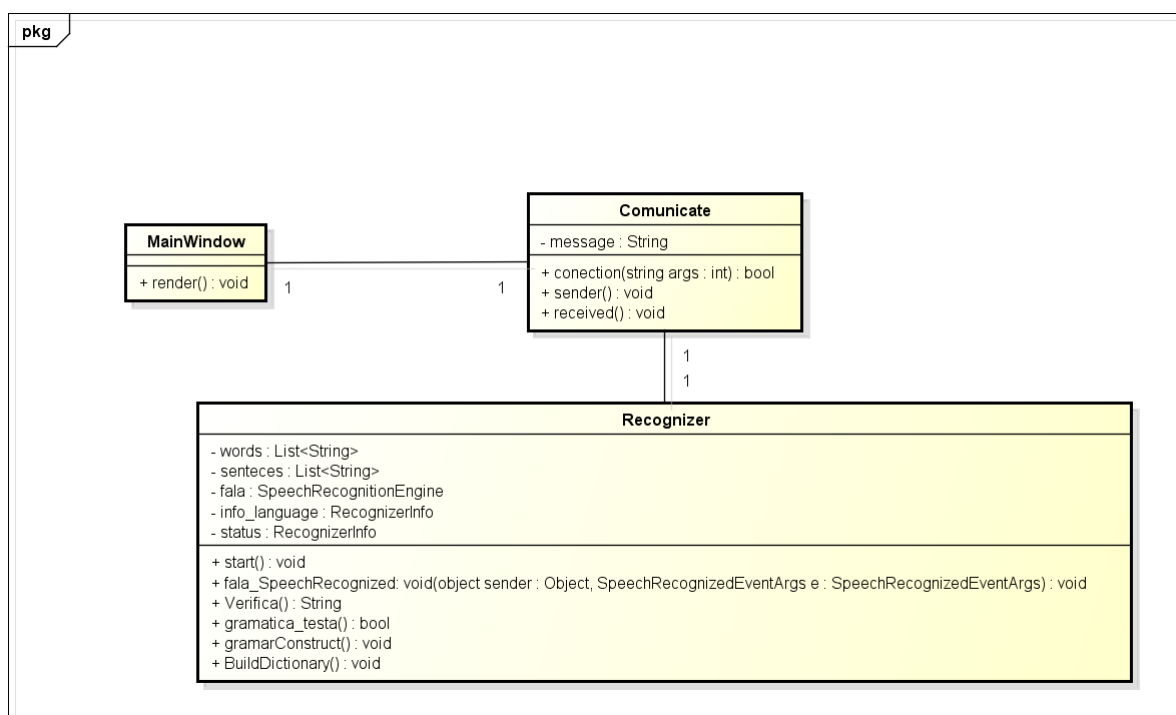 pkg
MainWindow
+ render() : void
1
1
Comunicate
- message : String
+ conection(string args : int) : bool
+ sender() : void
+ received() : void
1
1
Recognizer
- words : List<String>
- senteces : List<String>
- fala : SpeechRecognitionEngine
- info_language : RecognizerInfo
- status : RecognizerInfo
+ start() : void
+ fala_SpeechRecognized: void(object sender : Object, SpeechRecognizedEventArgs e : SpeechRecognizedEventArgs) : void
+ Verifica() : String
+ gramatica_testa() : bool
+ gramarConstruct() : void
+ BuildDictionary() : void